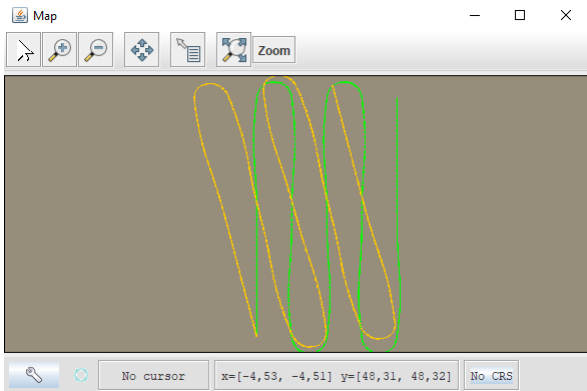 Map
Zoom
No cursor
x=[-4,53, -4,51] y=[48,31, 48,32]
No CRS